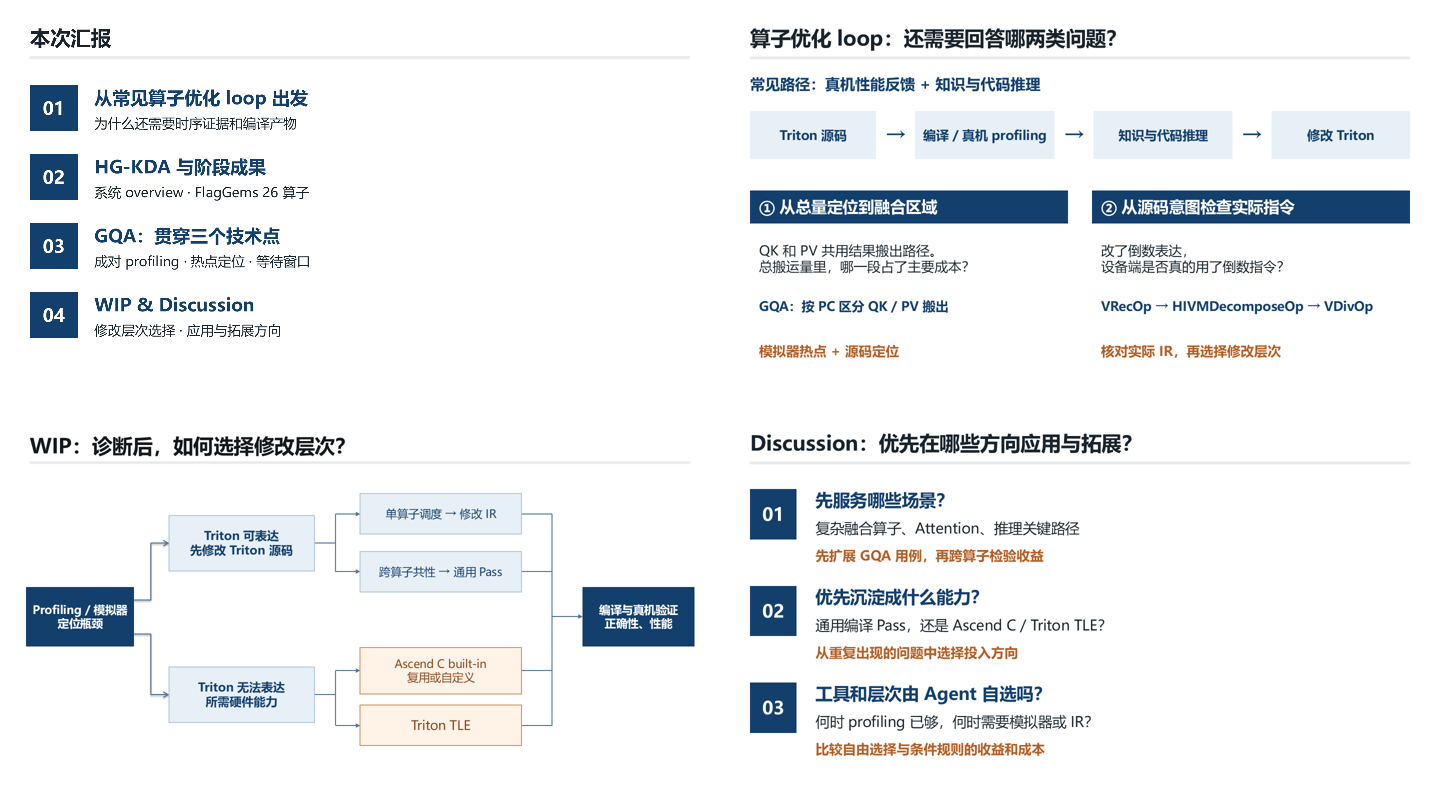 本次汇报
01
从常见算子优化 loop 出发
为什么还需要时序证据和编译产物
02
HG-KDA 与阶段成果
系统 overview · FlagGems 26 算子
03
GQA：贯穿三个技术点
成对 profiling · 热点定位 · 等待窗口
04
WIP & Discussion
修改层次选择 · 应用与拓展方向
算子优化 loop：还需要回答哪两类问题？
常见路径：真机性能反馈 + 知识与代码推理
Triton 源码
→
编译 / 真机 profiling
→
知识与代码推理
→
修改 Triton
① 从总量定位到融合区域
QK 和 PV 共用结果搬出路径。
总搬运量里，哪一段占了主要成本？
GQA：按 PC 区分 QK / PV 搬出
模拟器热点 + 源码定位
② 从源码意图检查实际指令
改了倒数表达，
设备端是否真的用了倒数指令？
VRecOp → HIVMDecomposeOp → VDivOp
核对实际 IR，再选择修改层次
WIP：诊断后，如何选择修改层次？
Profiling / 模拟器
定位瓶颈
Triton 可表达
先修改 Triton 源码
单算子调度 → 修改 IR
跨算子共性 → 通用 Pass
Triton 无法表达
所需硬件能力
Ascend C built-in
复用或自定义
Triton TLE
编译与真机验证
正确性、性能
Discussion：优先在哪些方向应用与拓展？
01
先服务哪些场景？
复杂融合算子、Attention、推理关键路径
先扩展 GQA 用例，再跨算子检验收益
02
优先沉淀成什么能力？
通用编译 Pass，还是 Ascend C / Triton TLE？
从重复出现的问题中选择投入方向
03
工具和层次由 Agent 自选吗？
何时 profiling 已够，何时需要模拟器或 IR？
比较自由选择与条件规则的收益和成本